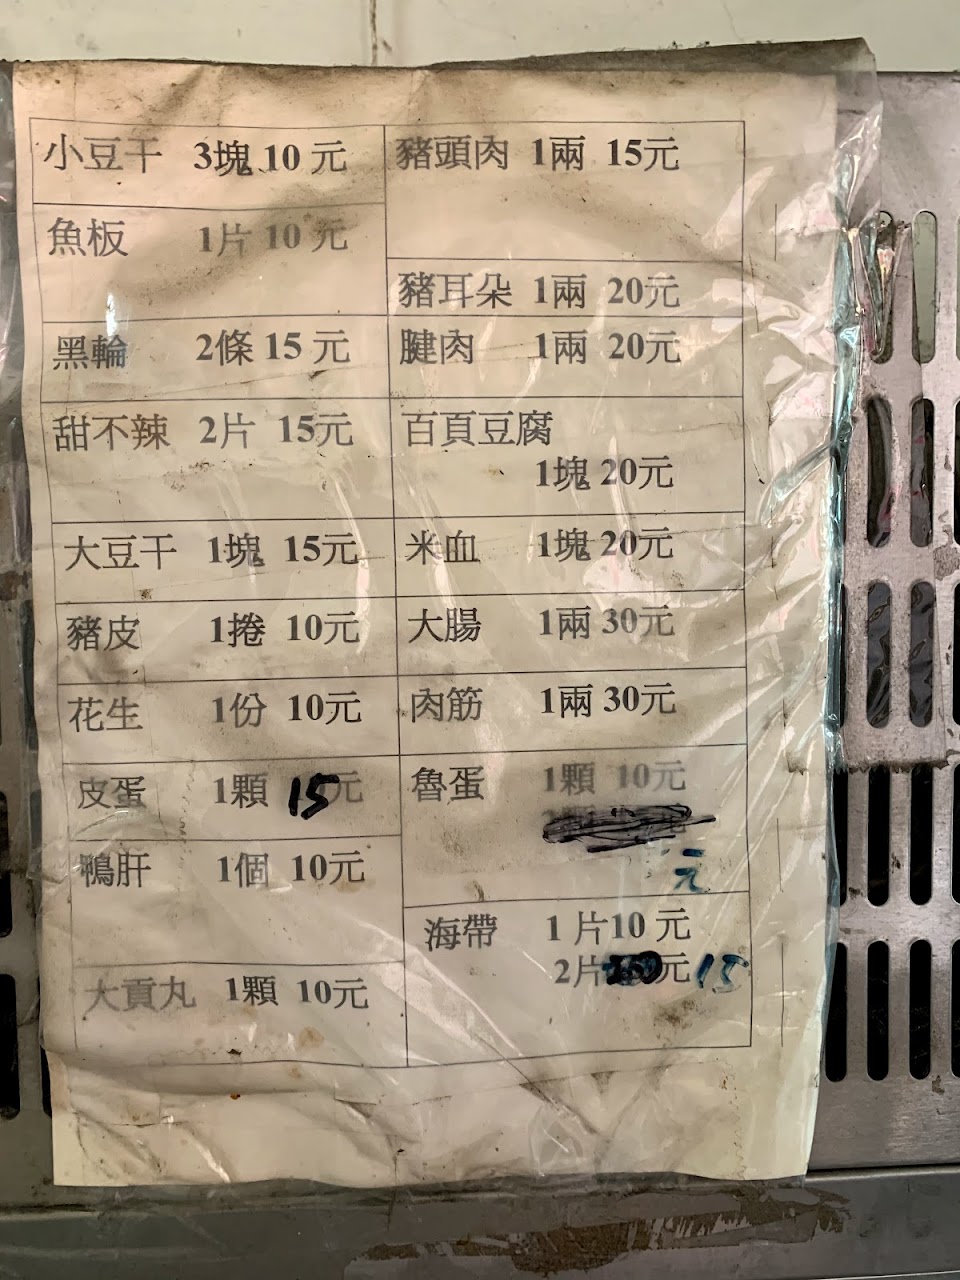 小豆干 3塊 10 元
魚板 1片 10 元
黑輪 2條 15 元
甜不辣 2片 15元
大豆干 1塊 15元
豬皮 1捲 10元
花生 1份 10元
皮蛋 1顆 15元
鴨肝 1個 10元
大貢丸 1顆 10元
豬頭肉 1兩 15元
豬耳朵 1兩 20元
腱肉 1兩 20元
百頁豆腐
1塊 20元
米血 1塊 20元
大腸 1兩 30元
肉筋 1兩 30元
魯蛋 1顆 10元
元
海帶 1片10元
2片元 15